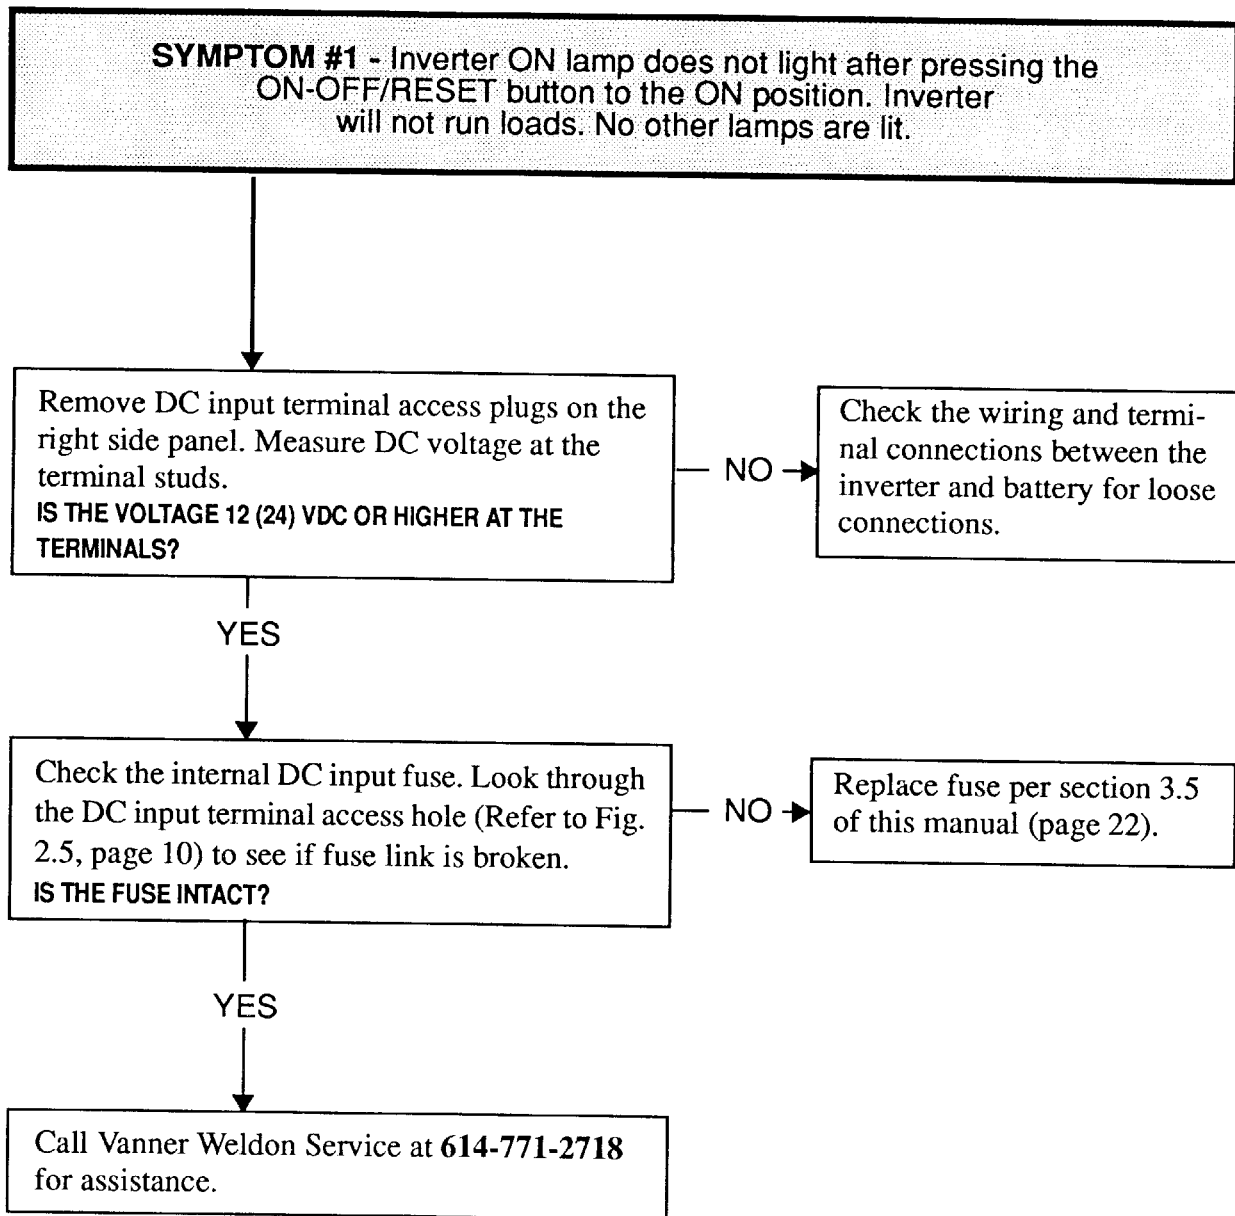 SYMPTOM #1 - Inverter ON lamp does not light after pressing the
ON-OFF/RESET button to the ON position. Inverter
will not run loads. No other lamps are lit.
Remove DC input terminal access plugs on the
right side panel. Measure DC voltage at the
terminal studs.
IS THE VOLTAGE 12 (24) VDC OR HIGHER AT THE
TERMINALS?
NO
Check the wiring and termi-
nal connections between the
inverter and battery for loose
connections.
YES
Check the internal DC input fuse. Look through
the DC input terminal access hole (Refer to Fig.
2.5, page 10) to see if fuse link is broken.
IS THE FUSE INTACT?
NO
Replace fuse per section 3.5
of this manual (page 22).
YES
Call Vanner Weldon Service at 614-771-2718
for assistance.